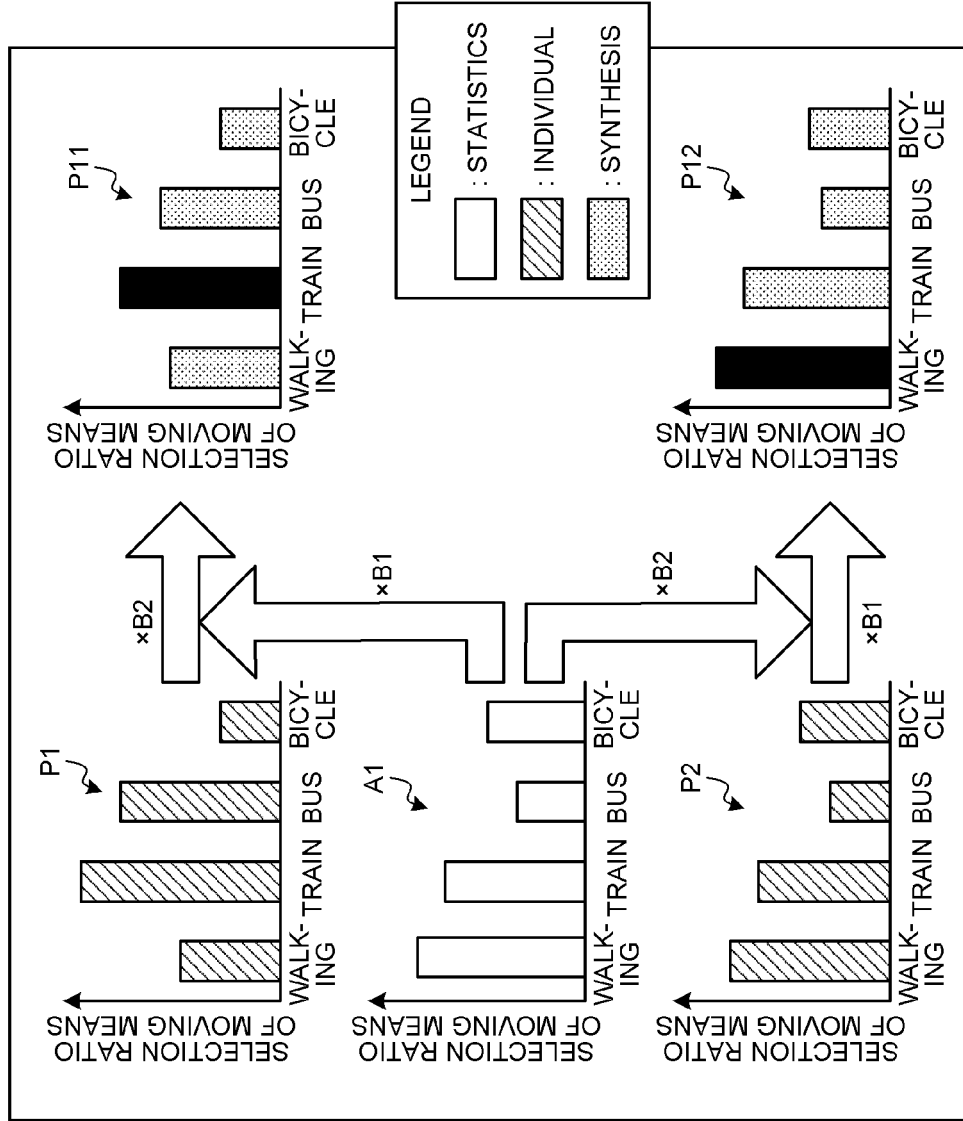 SELECTION RATIO
OF MOVING MEANS
P1
WALK-
ING
TRAIN
BUS
BICY-
CLE
SELECTION RATIO
OF MOVING MEANS
A1
WALK-
ING
TRAIN
BUS
BICY-
CLE
SELECTION RATIO
OF MOVING MEANS
P2
WALK-
ING
TRAIN
BUS
BICY-
CLE
×B2
×B1
×B2
×B1
SELECTION RATIO
OF MOVING MEANS
P11
WALK-
ING
TRAIN
BUS
BICY-
CLE
LEGEND
: STATISTICS
: INDIVIDUAL
: SYNTHESIS
SELECTION RATIO
OF MOVING MEANS
P12
WALK-
ING
TRAIN
BUS
BICY-
CLE